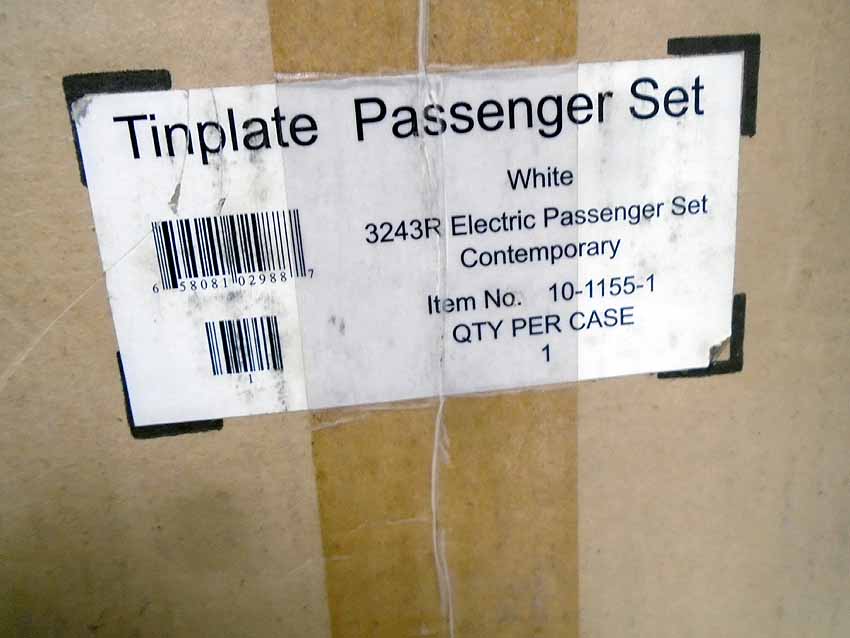 Tinplate Passenger Set
White
3243R Electric Passenger Set
Contemporary
Item No. 10-1155-1
QTY PER CASE
1
6 58081 02988 7
1